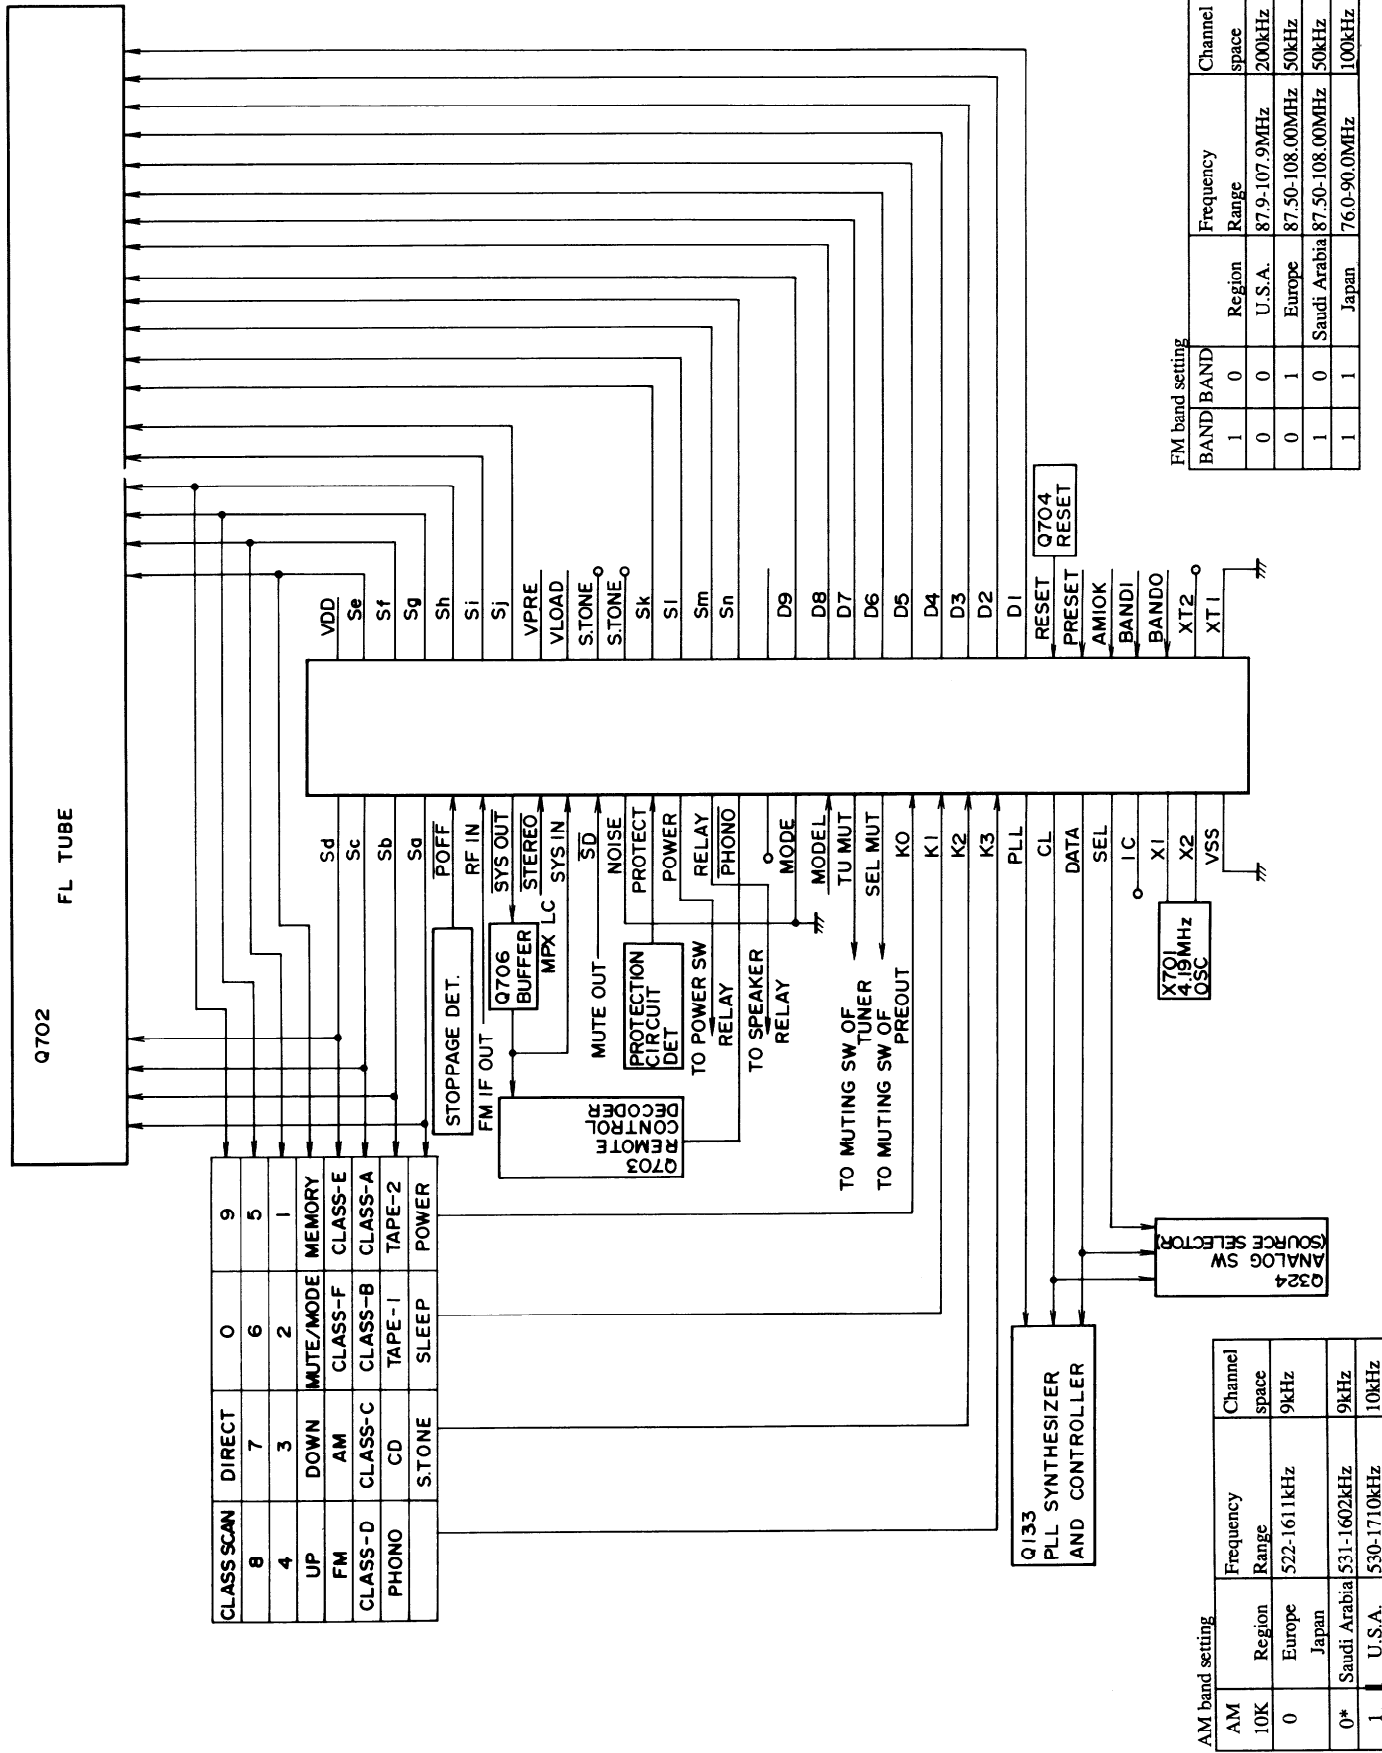 Q702
FL TUBE
CLASS SCAN DIRECT 0 9
8 7 6 5
4 3 2 1
UP DOWN MUTE/MODE MEMORY
FM AM CLASS-F CLASS-E
CLASS-D CLASS-C CLASS-B CLASS-A
PHONO CD TAPE-1 TAPE-2
S.TONE SLEEP POWER
STOPPAGE DET.
FM IF OUT
Q706
BUFFER
MPX LC
Q703
REMOTE
CONTROL
DECODER
MUTE OUT
PROTECTION
CIRCUIT
DET
TO POWER SW
RELAY
TO SPEAKER
RELAY
TO MUTING SW OF
TUNER
TO MUTING SW OF
PREOUT
Q133
PLL SYNTHESIZER
AND CONTROLLER
Q324
ANALOG SW
(SOURCE SELECTOR)
X701
4.19MHz
OSC
Sd
Sc
Sb
Sa
POFF
RF IN
SYS OUT
STEREO
SYS IN
SD
NOISE
PROTECT
POWER
RELAY
PHONO
MODE
MODEL
TU MUT
SEL MUT
K0
K1
K2
K3
PLL
CL
DATA
SEL
IC
X1
X2
VSS
VDD
Se
Sf
Sg
Sh
Si
Sj
VPRE
VLOAD
S.TONE
S.TONE
Sk
Sl
Sm
Sn
D9
D8
D7
D6
D5
D4
D3
D2
D1
RESET
PRESET
AMIOK
BANDI
BANDO
XT2
XT1
Q704
RESET
AM band setting
AM Frequency Channel
10K Region Range space
0 Europe 522-1611kHz 9kHz
Japan
0* Saudi Arabia 531-1602kHz 9kHz
1 U.S.A. 530-1710kHz 10kHz
FM band setting
BAND BAND Frequency Channel
1 0 Region Range space
0 0 U.S.A. 87.9-107.9MHz 200kHz
0 1 Europe 87.50-108.00MHz 50kHz
1 0 Saudi Arabia 87.50-108.00MHz 50kHz
1 1 Japan 76.0-90.0MHz 100kHz